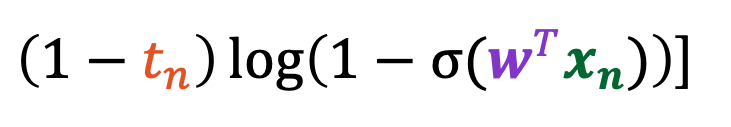 (1 − tₙ) log(1 − σ(wᵀxₙ))]